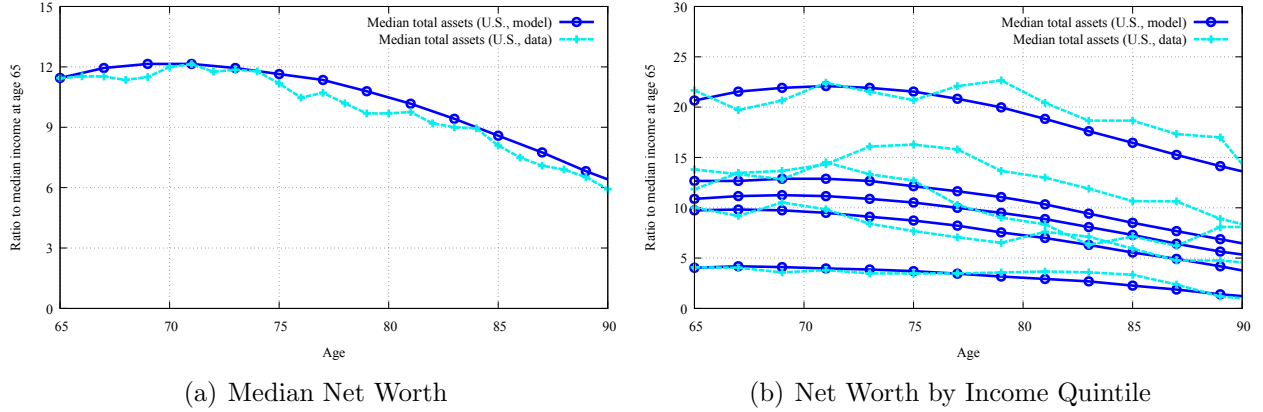 Ratio to median income at age 65
15
12
9
6
3
0
65 70 75 80 85 90
Age
Median total assets (U.S., model)
Median total assets (U.S., data)
(a) Median Net Worth
Ratio to median income at age 65
30
25
20
15
10
5
0
65 70 75 80 85 90
Age
Median total assets (U.S., model)
Median total assets (U.S., data)
(b) Net Worth by Income Quintile